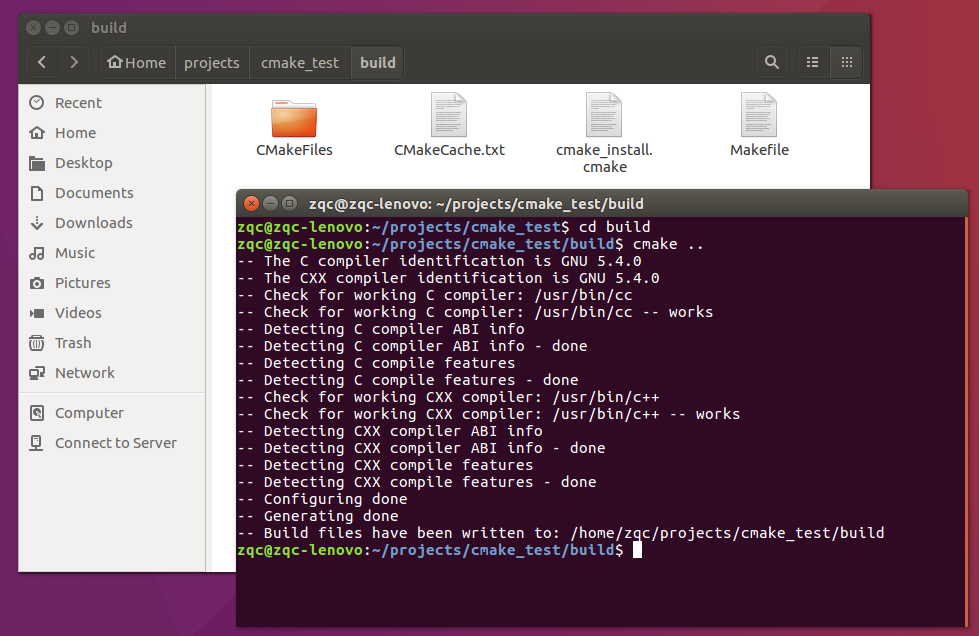 build
Home projects cmake_test build
Recent
Home
Desktop
Documents
Downloads
Music
Pictures
Videos
Trash
Network
Computer
Connect to Server
CMakeFiles
CMakeCache.txt
cmake_install.
cmake
Makefile
zqc@zqc-lenovo: ~/projects/cmake_test/build
zqc@zqc-lenovo:~/projects/cmake_test$ cd build
zqc@zqc-lenovo:~/projects/cmake_test/build$ cmake ..
-- The C compiler identification is GNU 5.4.0
-- The CXX compiler identification is GNU 5.4.0
-- Check for working C compiler: /usr/bin/cc
-- Check for working C compiler: /usr/bin/cc -- works
-- Detecting C compiler ABI info
-- Detecting C compiler ABI info - done
-- Detecting C compile features
-- Detecting C compile features - done
-- Check for working CXX compiler: /usr/bin/c++
-- Check for working CXX compiler: /usr/bin/c++ -- works
-- Detecting CXX compiler ABI info
-- Detecting CXX compiler ABI info - done
-- Detecting CXX compile features
-- Detecting CXX compile features - done
-- Configuring done
-- Generating done
-- Build files have been written to: /home/zqc/projects/cmake_test/build
zqc@zqc-lenovo:~/projects/cmake_test/build$